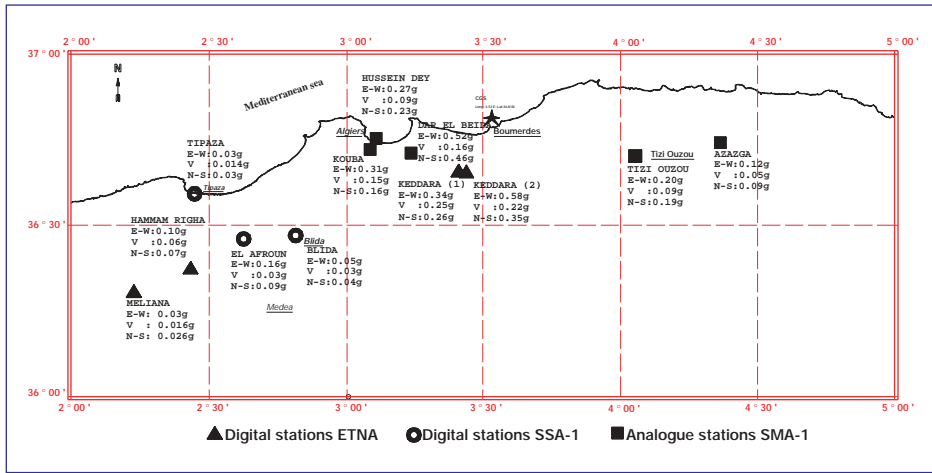 2 ° 00 '
2 ° 30 '
3 ° 00 '
3 ° 30 '
4 ° 00 '
4 ° 30 '
5 ° 00 '
37 ° 00 '
N
Mediterranean sea
HUSSEIN DEY
E-W:0.27g
V :0.09g
N-S:0.23g
CGS
Algiers
DAR EL BEIDA
E-W:0.52g
V :0.16g
N-S:0.46g
Boumerdes
TIPAZA
E-W:0.03g
V :0.014g
N-S:0.03g
Tipaza
KOUBA
E-W:0.31g
V :0.15g
N-S:0.16g
KEDDARA (1)
E-W:0.34g
V :0.25g
N-S:0.26g
KEDDARA (2)
E-W:0.58g
V :0.22g
N-S:0.35g
Tizi Ouzou
TIZI OUZOU
E-W:0.20g
V :0.09g
N-S:0.19g
AZAZGA
E-W:0.12g
V :0.05g
N-S:0.09g
36 ° 30 '
HAMMAM RIGHA
E-W:0.10g
V :0.06g
N-S:0.07g
EL AFROUN
E-W:0.16g
V :0.03g
N-S:0.09g
Blida
BLIDA
E-W:0.05g
V :0.03g
N-S:0.04g
MELIANA
E-W: 0.03g
V : 0.016g
N-S: 0.026g
Medea
36 ° 00 '
2 ° 00 '
2 ° 30 '
3 ° 00 '
3 ° 30 '
4 ° 00 '
4 ° 30 '
5 ° 00 '
Digital stations ETNA
Digital stations SSA-1
Analogue stations SMA-1